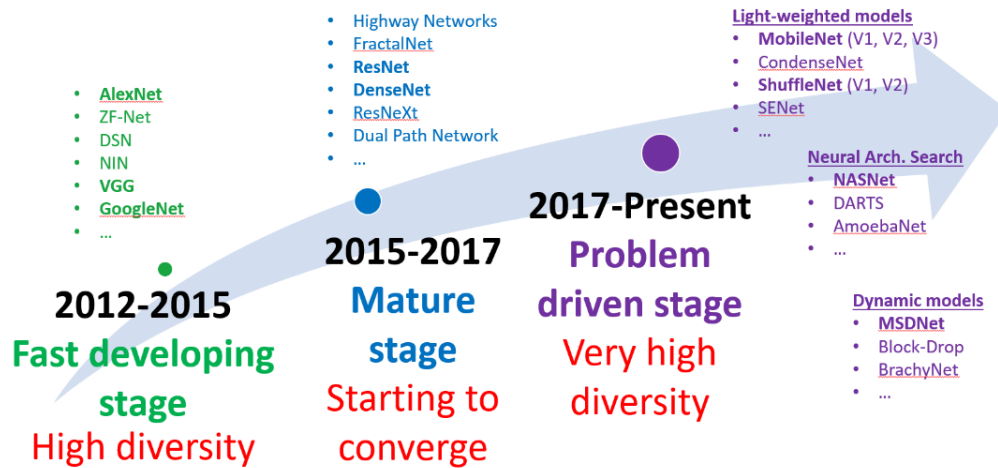 • AlexNet
• ZF-Net
• DSN
• NIN
• VGG
• GoogleNet
• ...
2012-2015
Fast developing
stage
High diversity
• Highway Networks
• FractalNet
• ResNet
• DenseNet
• ResNeXt
• Dual Path Network
• ...
2015-2017
Mature
stage
Starting to
converge
2017-Present
Problem
driven stage
Very high
diversity
Light-weighted models
• MobileNet (V1, V2, V3)
• CondenseNet
• ShuffleNet (V1, V2)
• SENet
• ...
Neural Arch. Search
• NASNet
• DARTS
• AmoebaNet
• ...
Dynamic models
• MSDNet
• Block-Drop
• BrachyNet
• ...